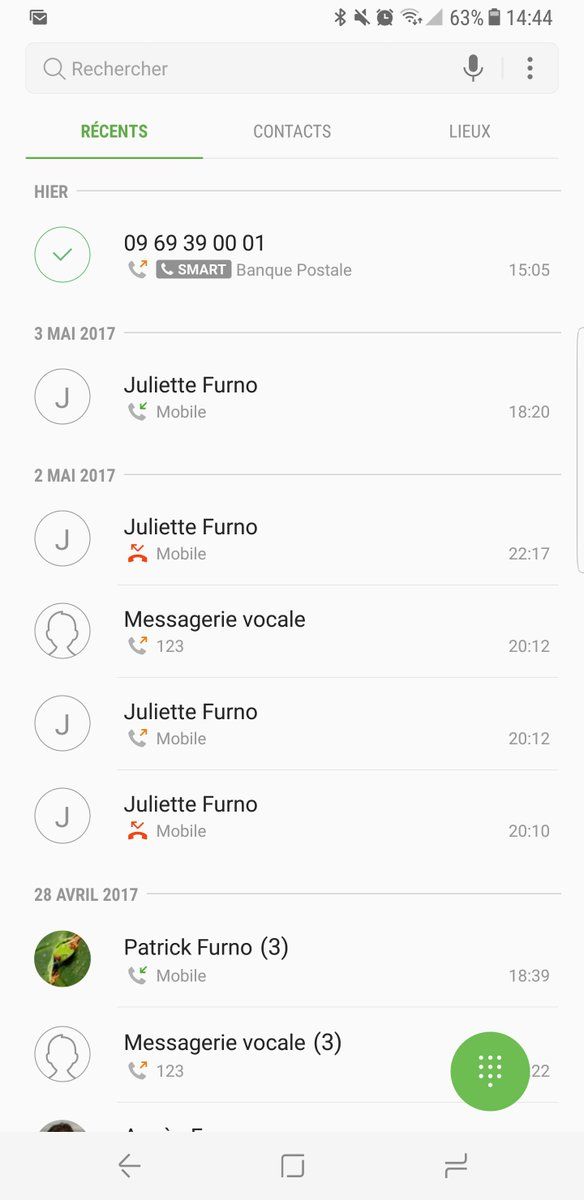 63% 14:44
Rechercher
RÉCENTS CONTACTS LIEUX
HIER
09 69 39 00 01
SMART Banque Postale 15:05
3 MAI 2017
J Juliette Furno
Mobile 18:20
2 MAI 2017
J Juliette Furno
Mobile 22:17
Messagerie vocale
123 20:12
J Juliette Furno
Mobile 20:12
J Juliette Furno
Mobile 20:10
28 AVRIL 2017
Patrick Furno (3)
Mobile 18:39
Messagerie vocale (3)
123 22